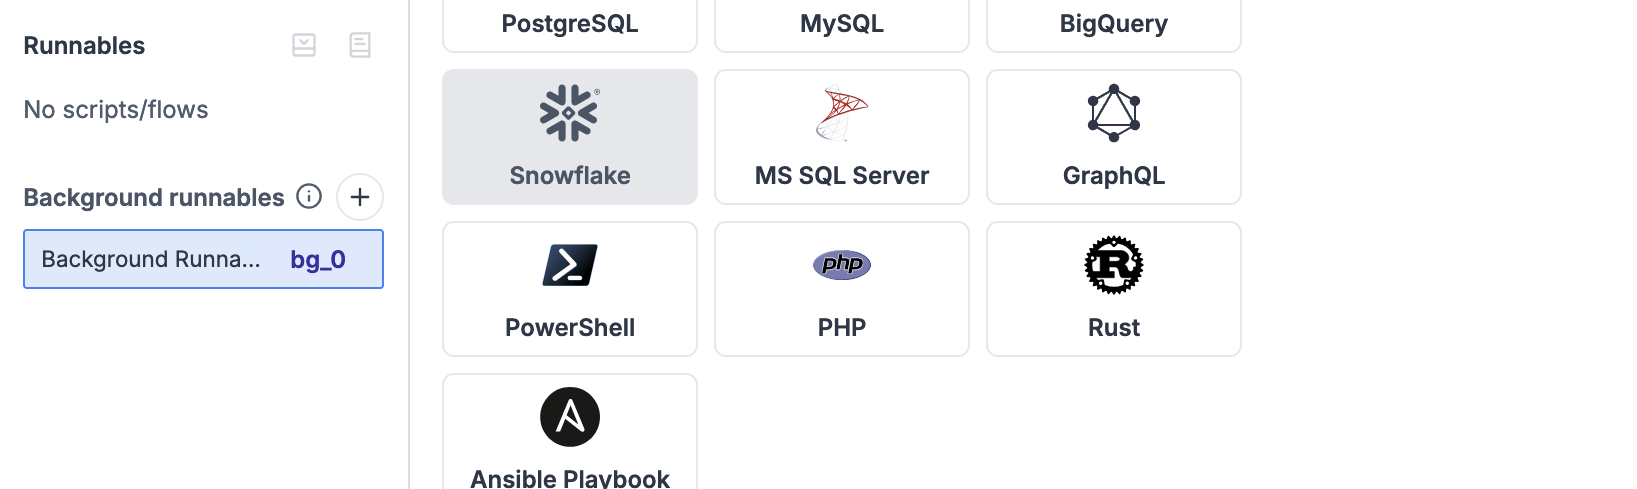 Runnables
No scripts/flows
Background runnables
Background Runna...
bg_0
PostgreSQL
MySQL
BigQuery
Snowflake
MS SQL Server
GraphQL
PowerShell
php
PHP
R
Rust
Ansible Playbook